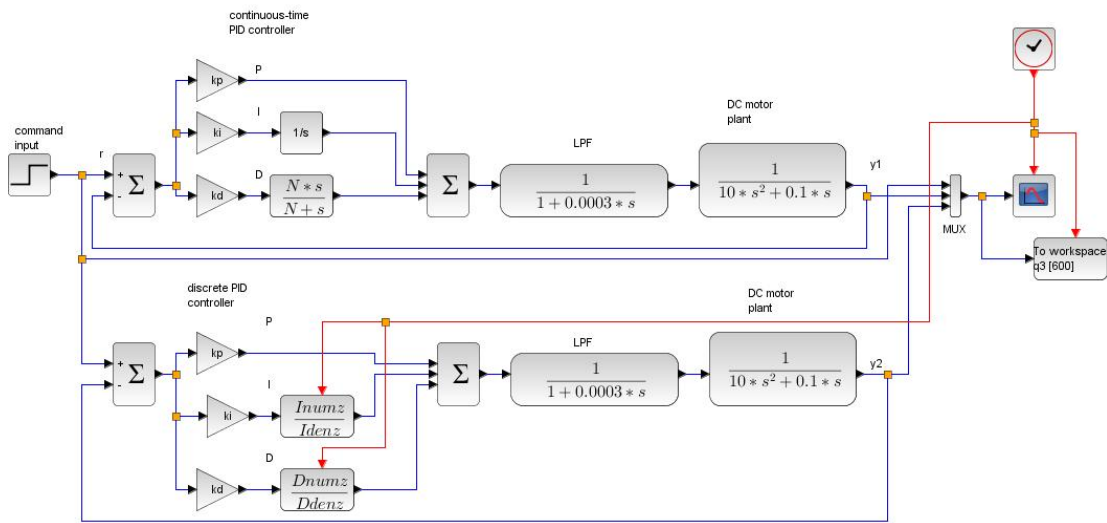 continuous-time
PID controller
P
kp
I
ki
1/s
D
kd
N * s
N + s
command
input
r
+
-
Σ
Σ
LPF
1
1 + 0.0003 * s
DC motor
plant
1
10 * s² + 0.1 * s
y1
MUX
To workspace
q3 [600]
discrete PID
controller
P
kp
I
ki
Inumz
Idenz
D
kd
Dnumz
Ddenz
+
-
Σ
Σ
LPF
1
1 + 0.0003 * s
DC motor
plant
1
10 * s² + 0.1 * s
y2